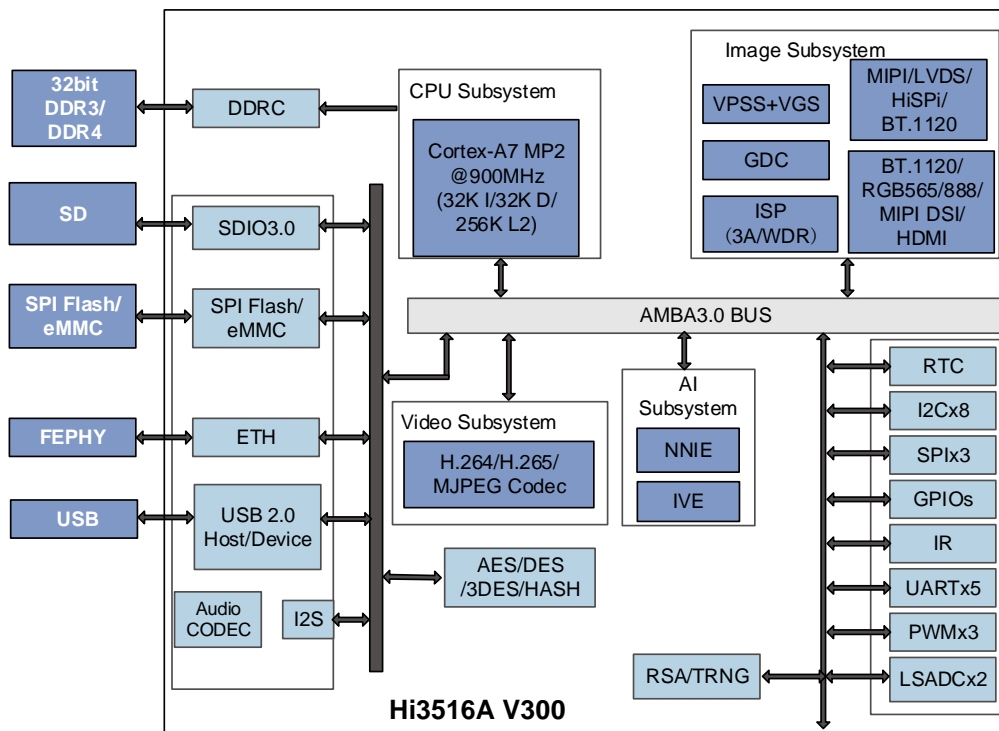 32bit
DDR3/
DDR4
DDRC
SD
SDIO3.0
SPI Flash/
eMMC
SPI Flash/
eMMC
FEPHY
ETH
USB
USB 2.0
Host/Device
Audio
CODEC
I2S
CPU Subsystem
Cortex-A7 MP2
@900MHz
(32K I/32K D/
256K L2)
Image Subsystem
VPSS+VGS
GDC
ISP
(3A/WDR)
MIPI/LVDS/
HiSPi/
BT.1120
BT.1120/
RGB565/888/
MIPI DSI/
HDMI
AMBA3.0 BUS
Video Subsystem
H.264/H.265/
MJPEG Codec
AI
Subsystem
NNIE
IVE
AES/DES
/3DES/HASH
RSA/TRNG
RTC
I2Cx8
SPIx3
GPIOs
IR
UARTx5
PWMx3
LSADCx2
Hi3516A V300